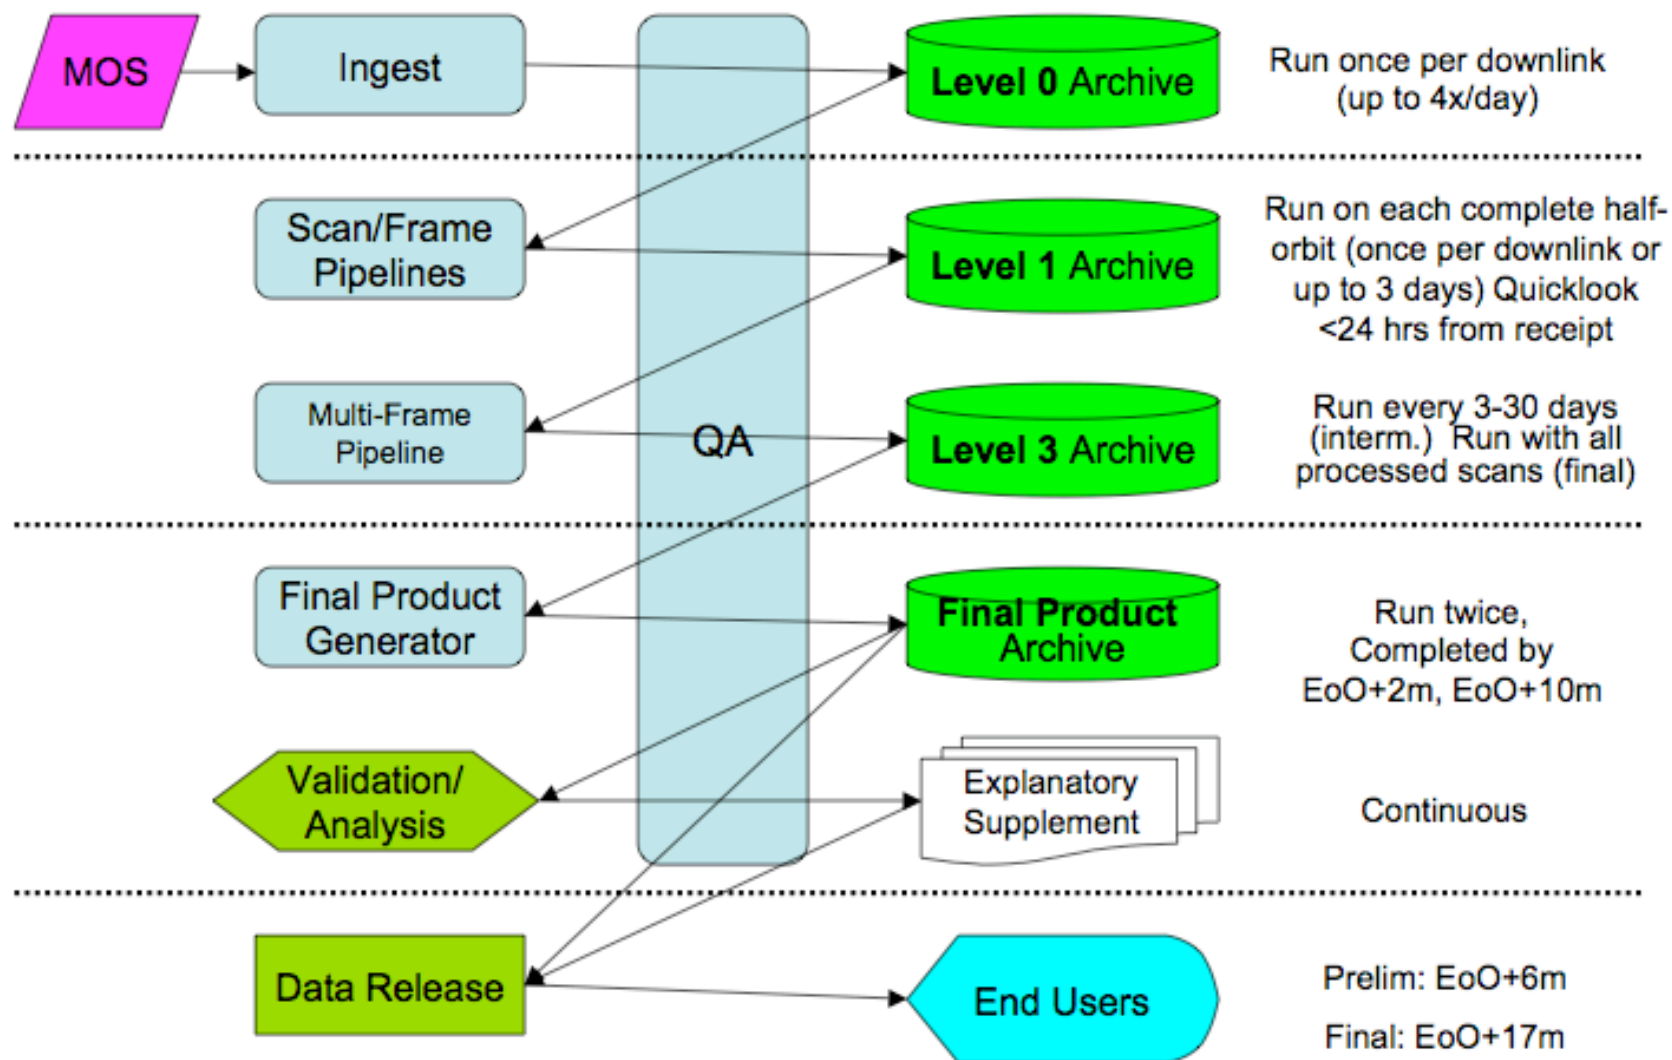 MOS
Ingest
Level 0 Archive
Run once per downlink
(up to 4x/day)
Scan/Frame
Pipelines
Level 1 Archive
Run on each complete half-
orbit (once per downlink or
up to 3 days) Quicklook
<24 hrs from receipt
Multi-Frame
Pipeline
QA
Level 3 Archive
Run every 3-30 days
(interm.) Run with all
processed scans (final)
Final Product
Generator
Final Product
Archive
Run twice,
Completed by
EoO+2m, EoO+10m
Validation/
Analysis
Explanatory
Supplement
Continuous
Data Release
End Users
Prelim: EoO+6m
Final: EoO+17m